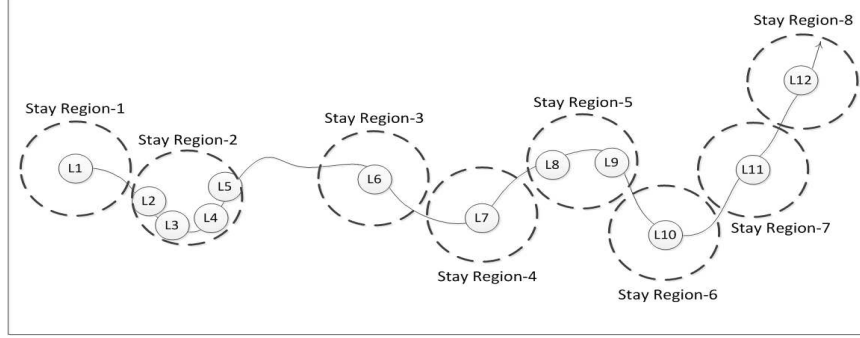 Stay Region-1
L1
Stay Region-2
L2
L3
L4
L5
Stay Region-3
L6
Stay Region-4
L7
Stay Region-5
L8
L9
Stay Region-6
L10
Stay Region-7
L11
Stay Region-8
L12